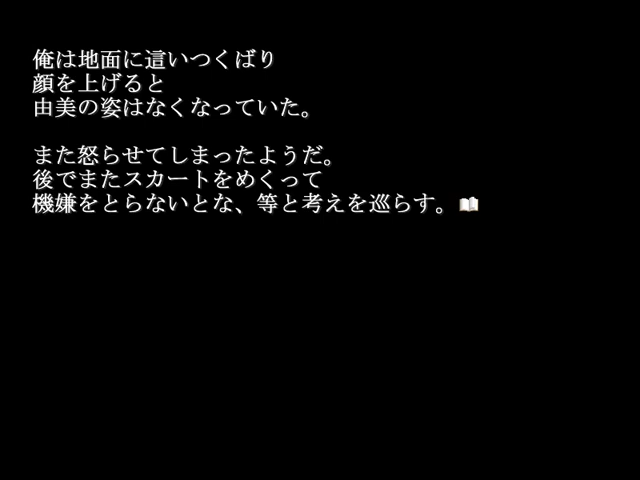 俺は地面に這いつくばり
顔を上げると
由美の姿はなくなっていた。
また怒らせてしまったようだ。
後でまたスカートをめくって
機嫌をとらないとな、等と考えを巡らす。